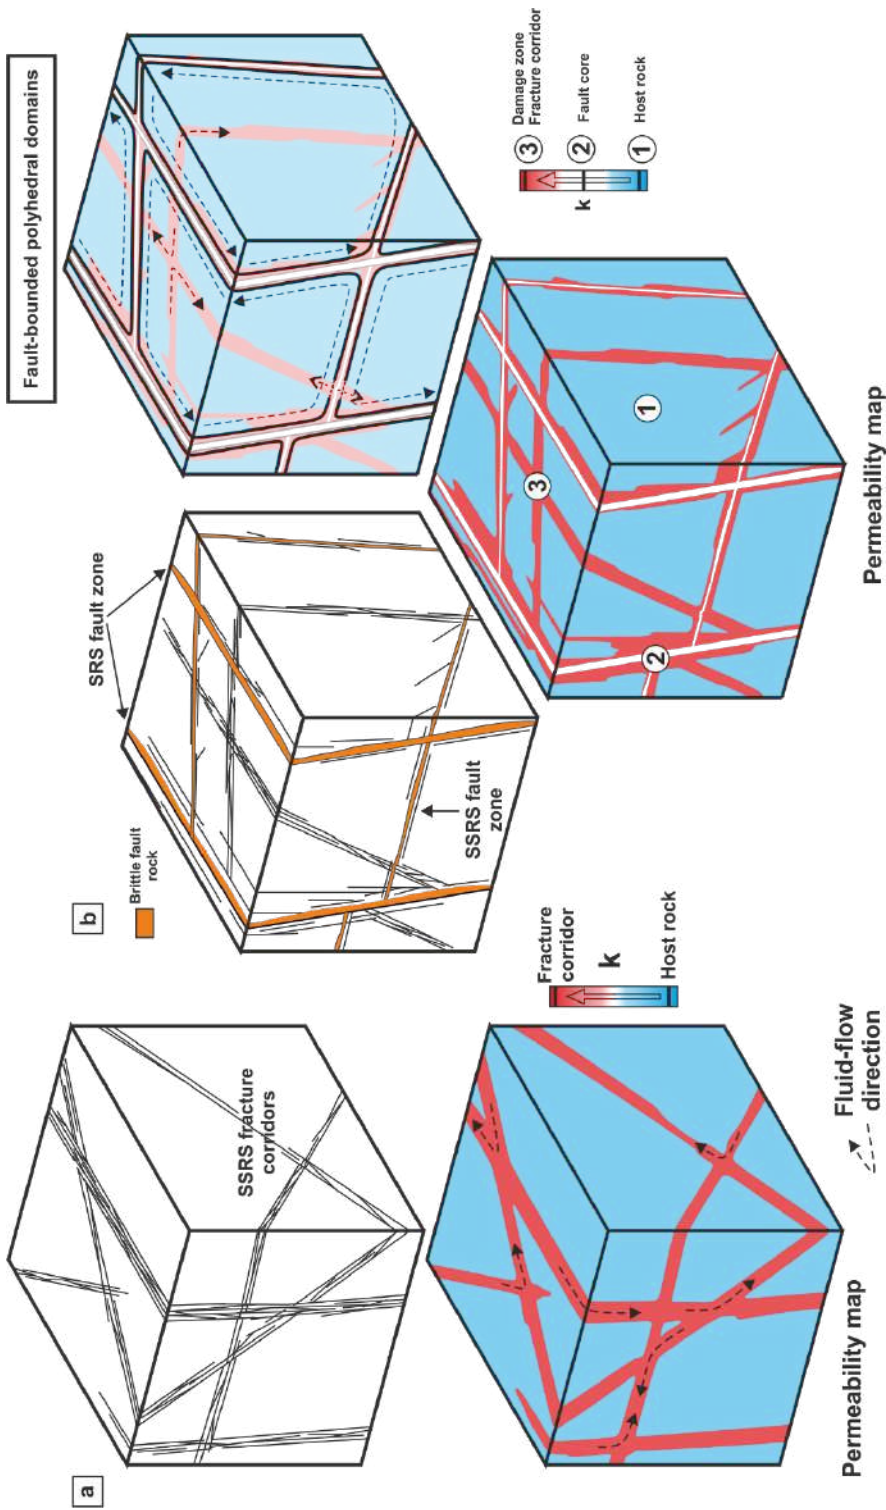 a
SSRS fracture
corridors
Permeability map
Fluid-flow
direction
Fracture
corridor
k
Host rock
b
Brittle fault
rock
SRS fault zone
SSRS fault
zone
Fault-bounded polyhedral domains
1
2
3
Permeability map
k
3
Damage zone
Fracture corridor
2
Fault core
1
Host rock